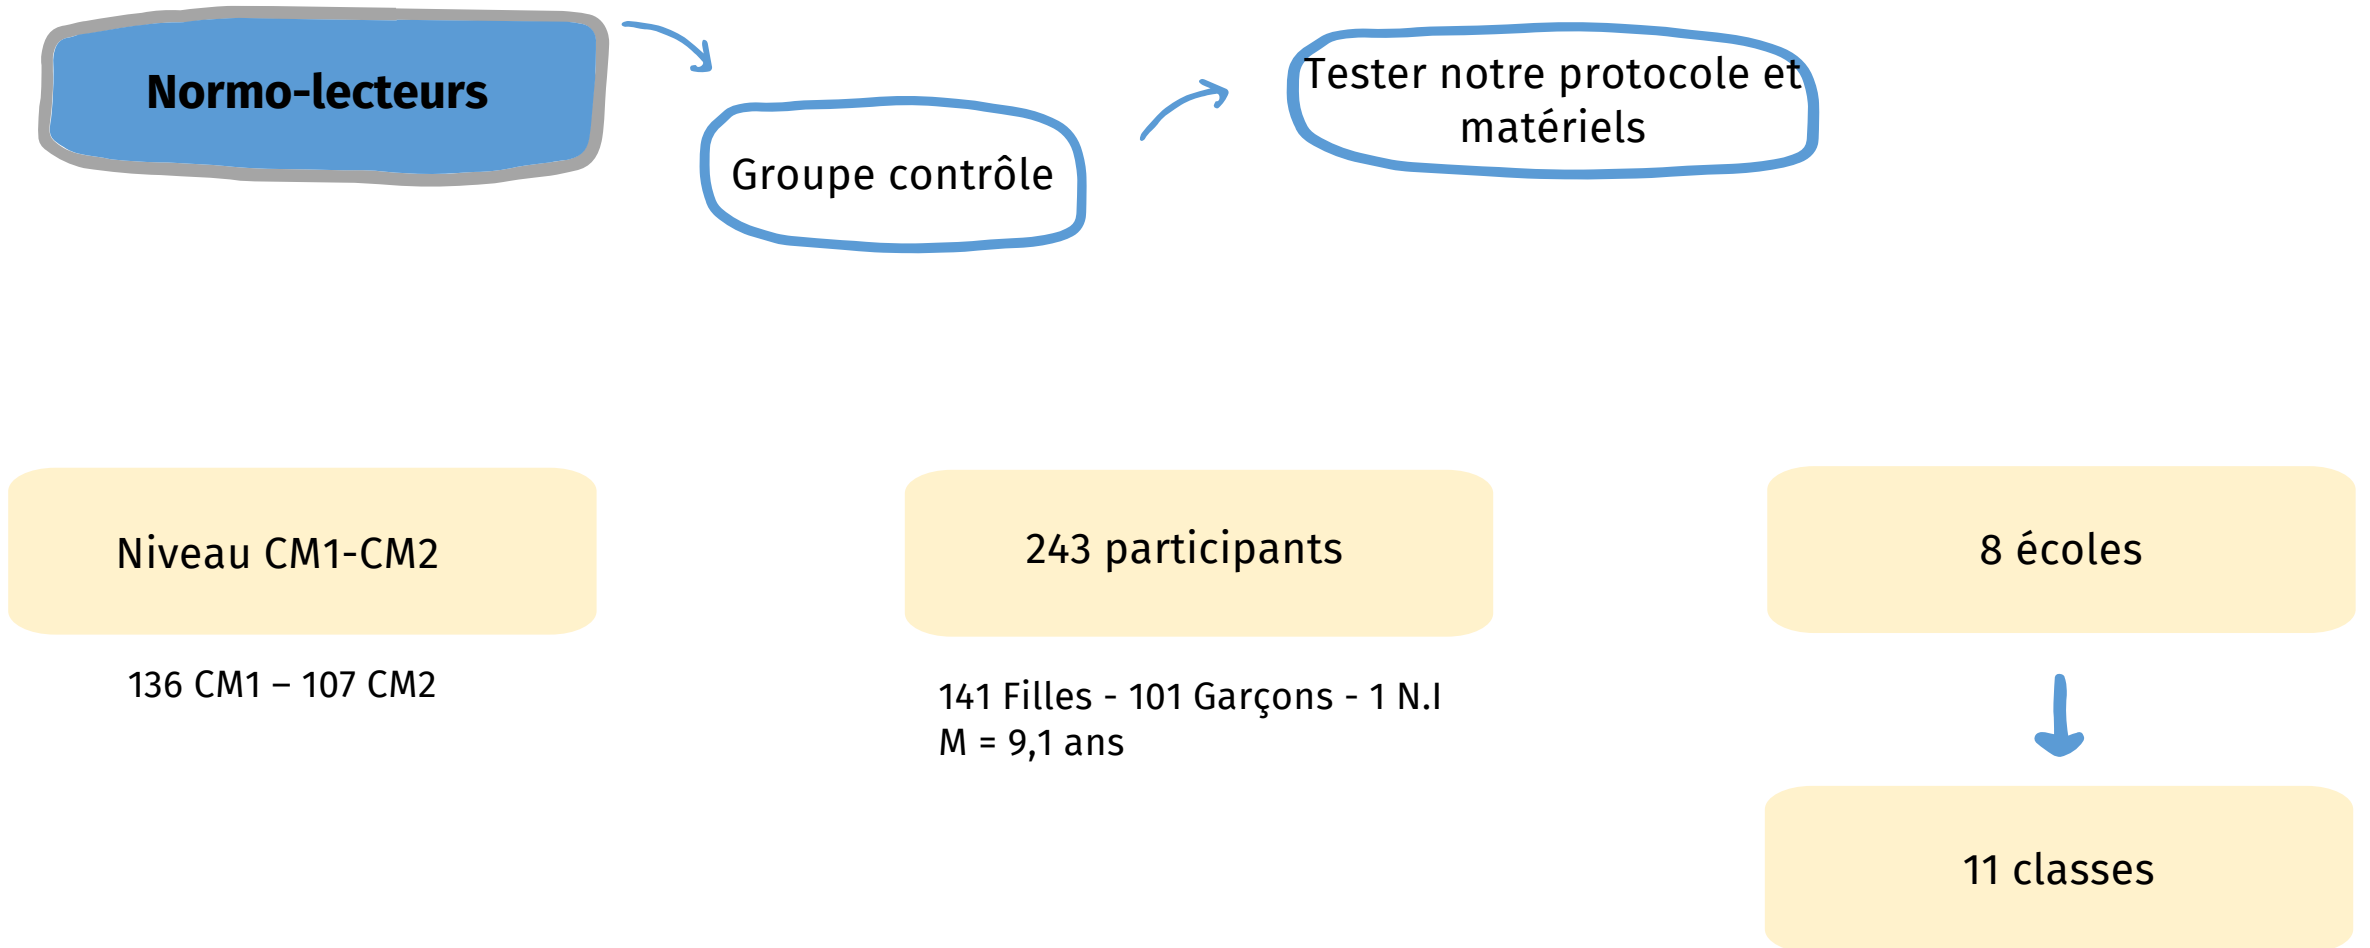 Normo-lecteurs
Groupe contrôle
Tester notre protocole et
matériels
Niveau CM1-CM2
136 CM1 – 107 CM2
243 participants
141 Filles - 101 Garçons - 1 N.I
M = 9,1 ans
8 écoles
11 classes